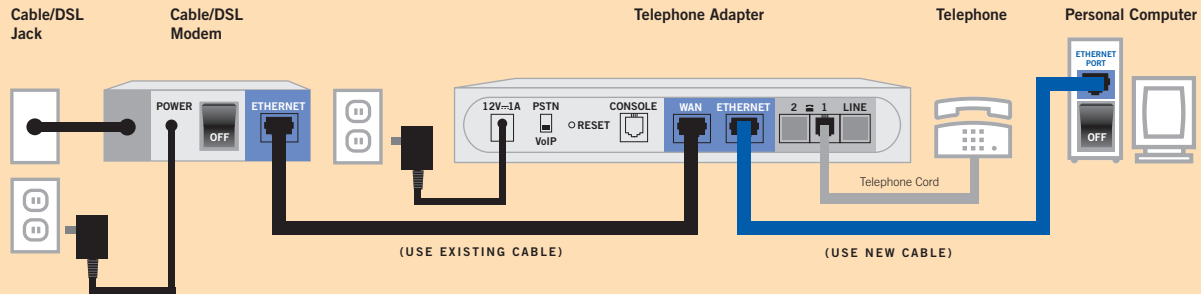 Cable/DSL
Jack
Cable/DSL
Modem
Telephone Adapter
Telephone
Personal Computer
ETHERNET
PORT
OFF
POWER
OFF
ETHERNET
12V⎓1A
PSTN
VoIP
RESET
CONSOLE
WAN
ETHERNET
2
1
LINE
Telephone Cord
(USE EXISTING CABLE)
(USE NEW CABLE)